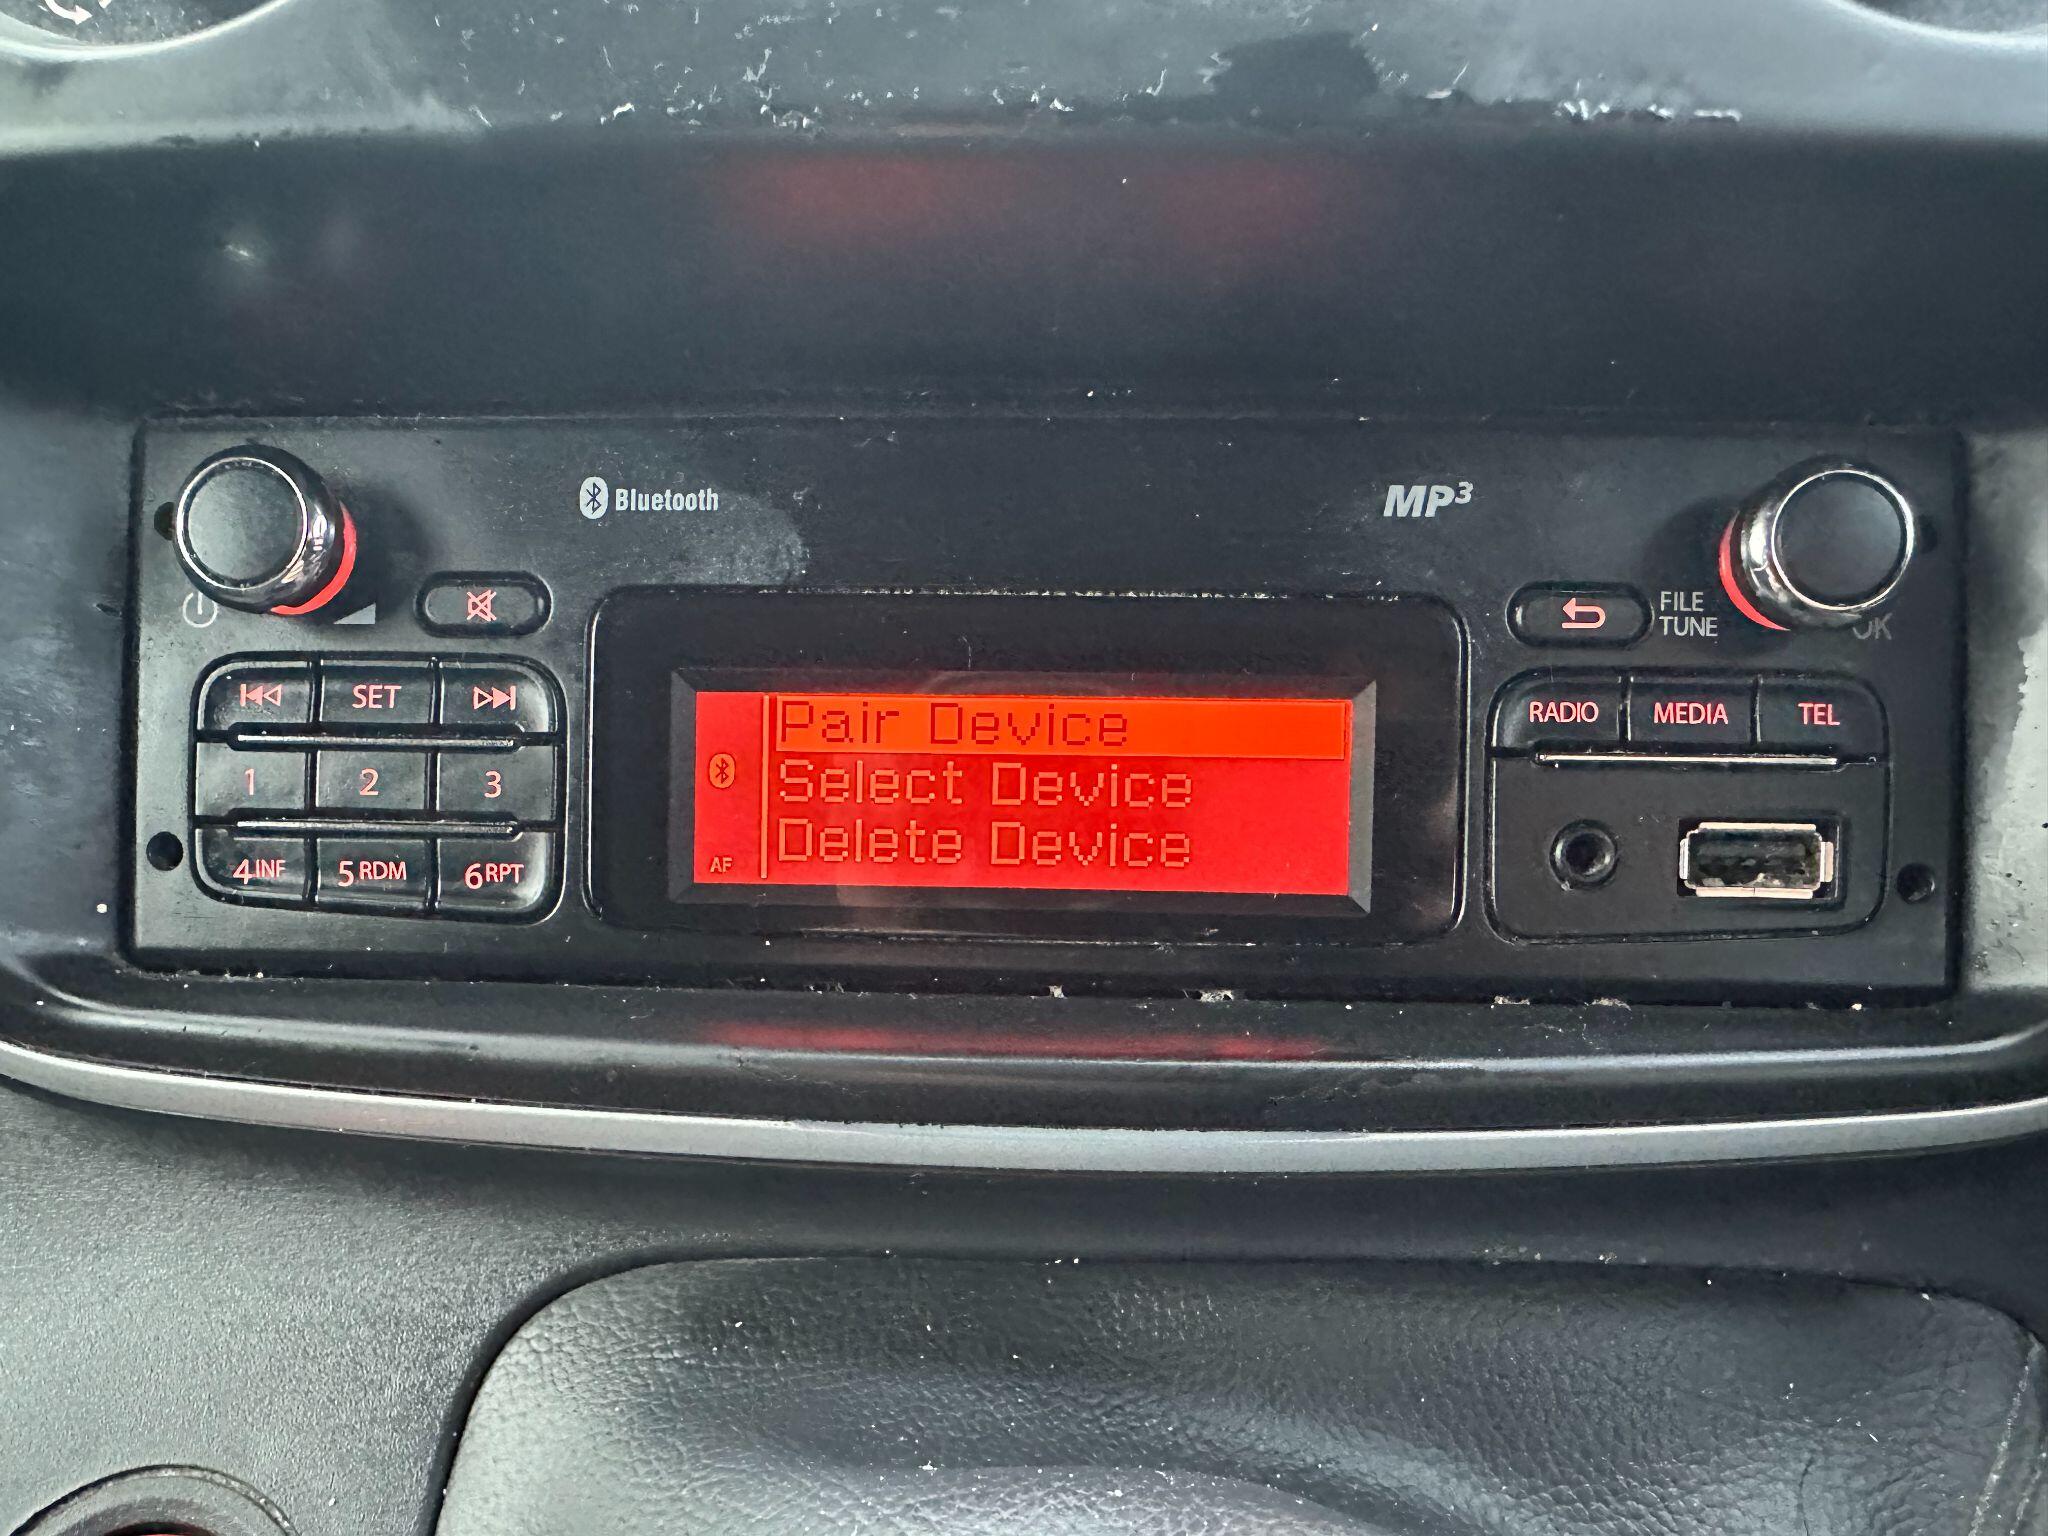 Bluetooth
MP3
FILE
TUNE
OK
SET
RADIO MEDIA TEL
Pair Device
Select Device
Delete Device
AF
1 2 3
4INF 5RDM 6RPT